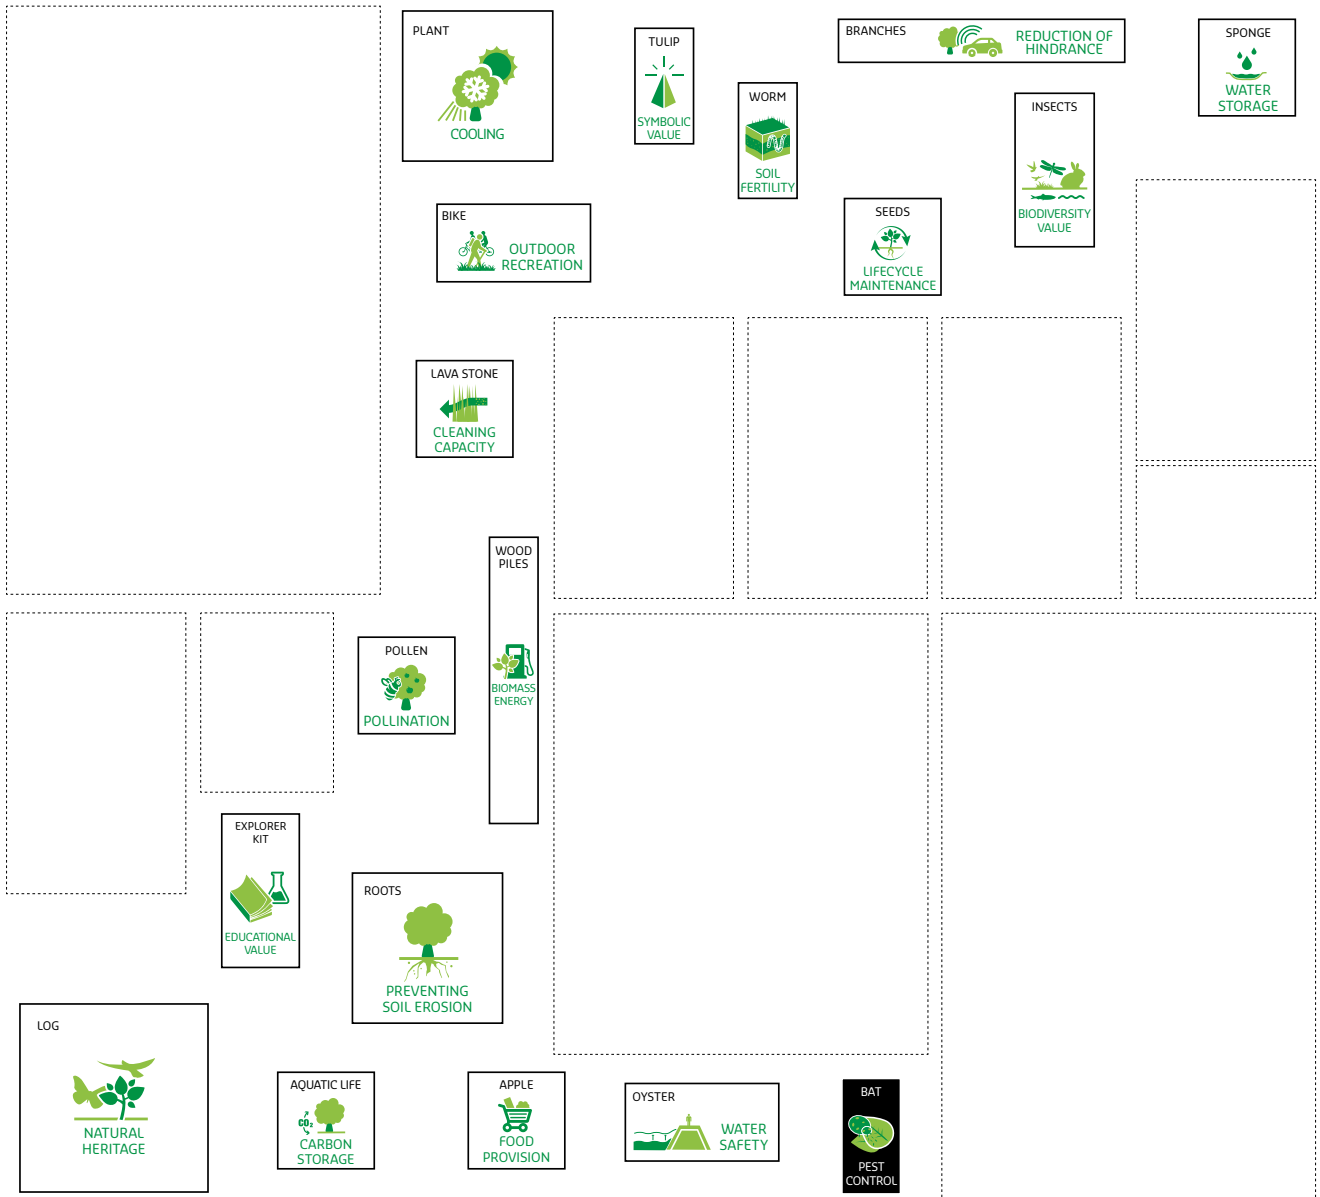 PLANT
COOLING
TULIP
SYMBOLIC
VALUE
WORM
SOIL
FERTILITY
BRANCHES
REDUCTION OF
HINDRANCE
INSECTS
BIODIVERSITY
VALUE
SPONGE
WATER
STORAGE
BIKE
OUTDOOR
RECREATION
SEEDS
LIFECYCLE
MAINTENANCE
LAVA STONE
CLEANING
CAPACITY
WOOD
PILES
BIOMASS
ENERGY
POLLEN
POLLINATION
EXPLORER
KIT
EDUCATIONAL
VALUE
ROOTS
PREVENTING
SOIL EROSION
LOG
NATURAL
HERITAGE
AQUATIC LIFE
CO₂
CARBON
STORAGE
APPLE
FOOD
PROVISION
OYSTER
WATER
SAFETY
BAT
PEST
CONTROL